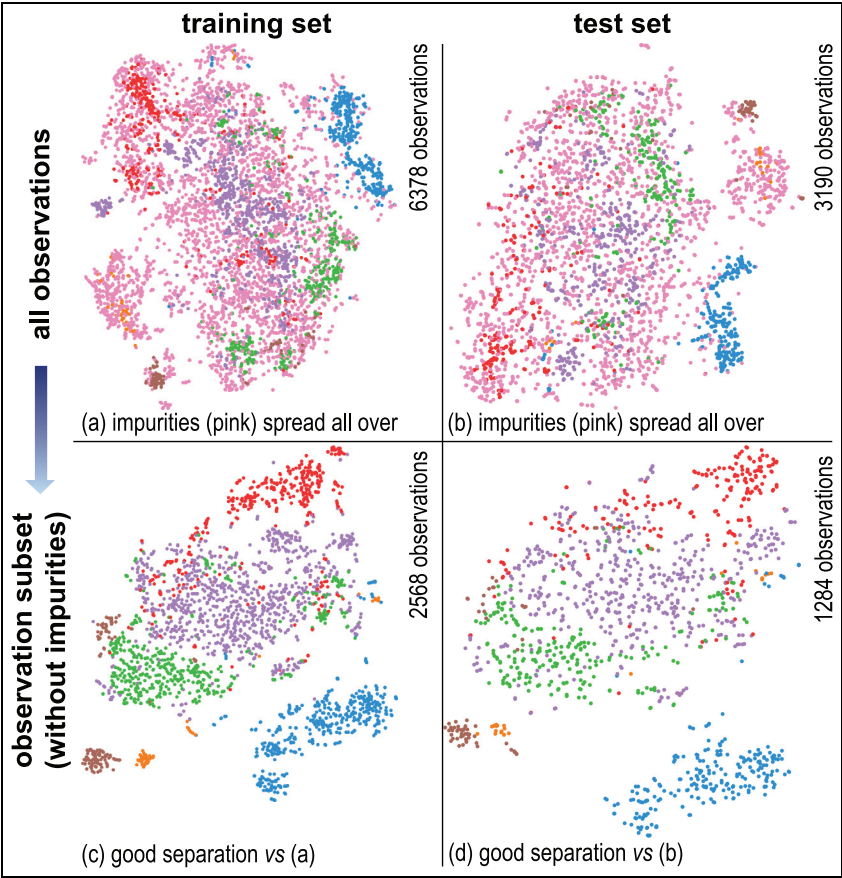 training set
test set
all observations
6378 observations
3190 observations
(a) impurities (pink) spread all over
(b) impurities (pink) spread all over
observation subset
(without impurities)
2568 observations
1284 observations
(c) good separation vs (a)
(d) good separation vs (b)